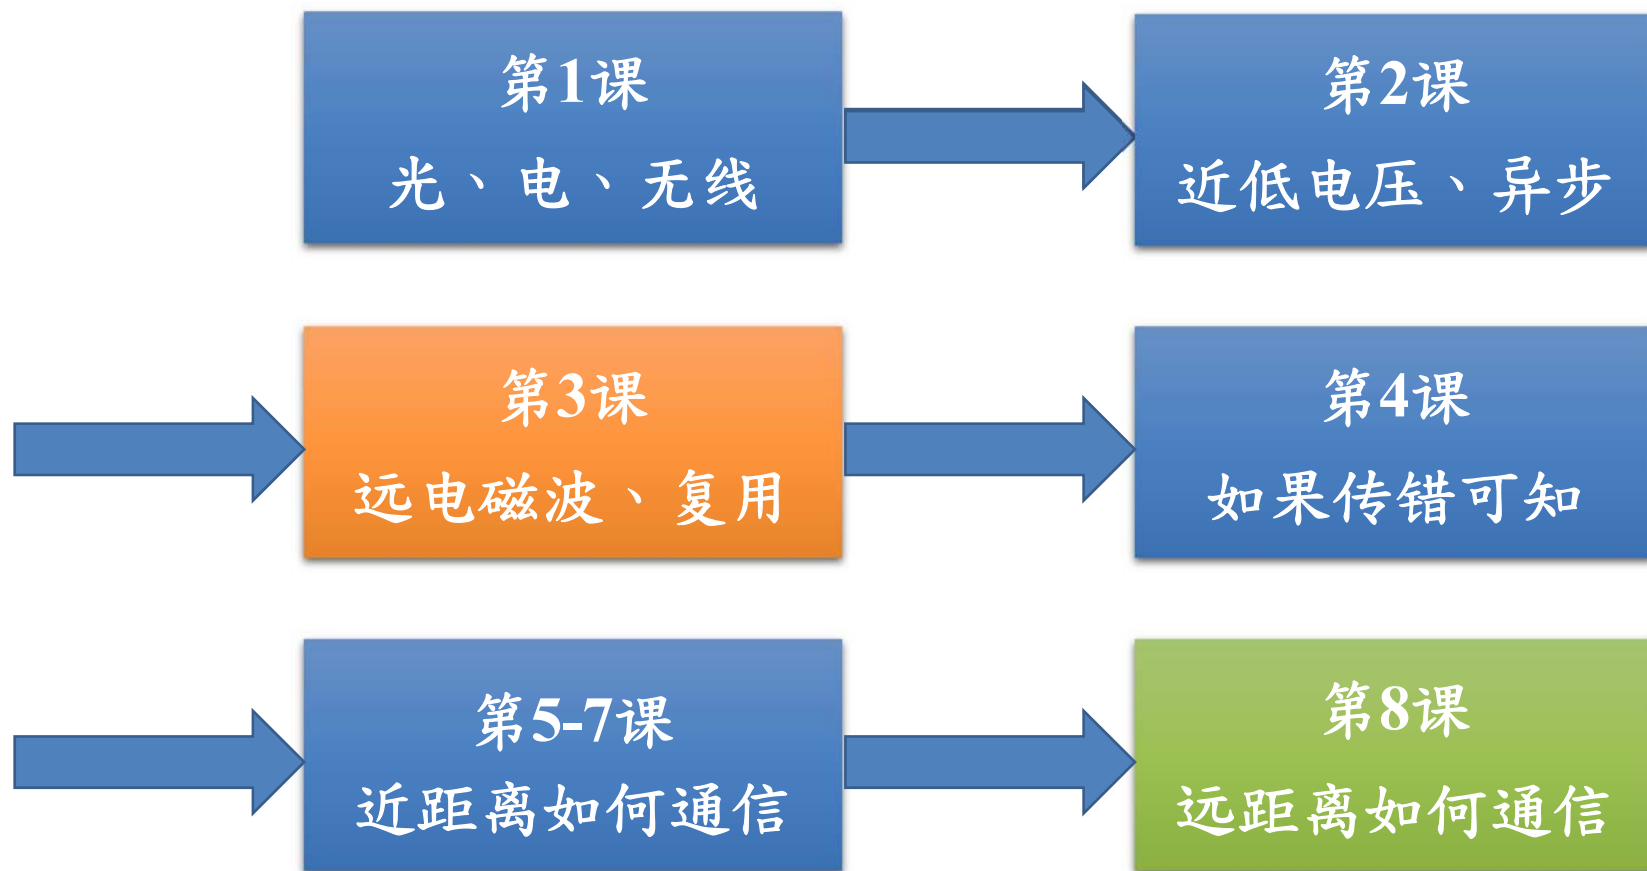 第1课
光、电、无线
第2课
近低电压、异步
第3课
远电磁波、复用
第4课
如果传错可知
第5-7课
近距离如何通信
第8课
远距离如何通信